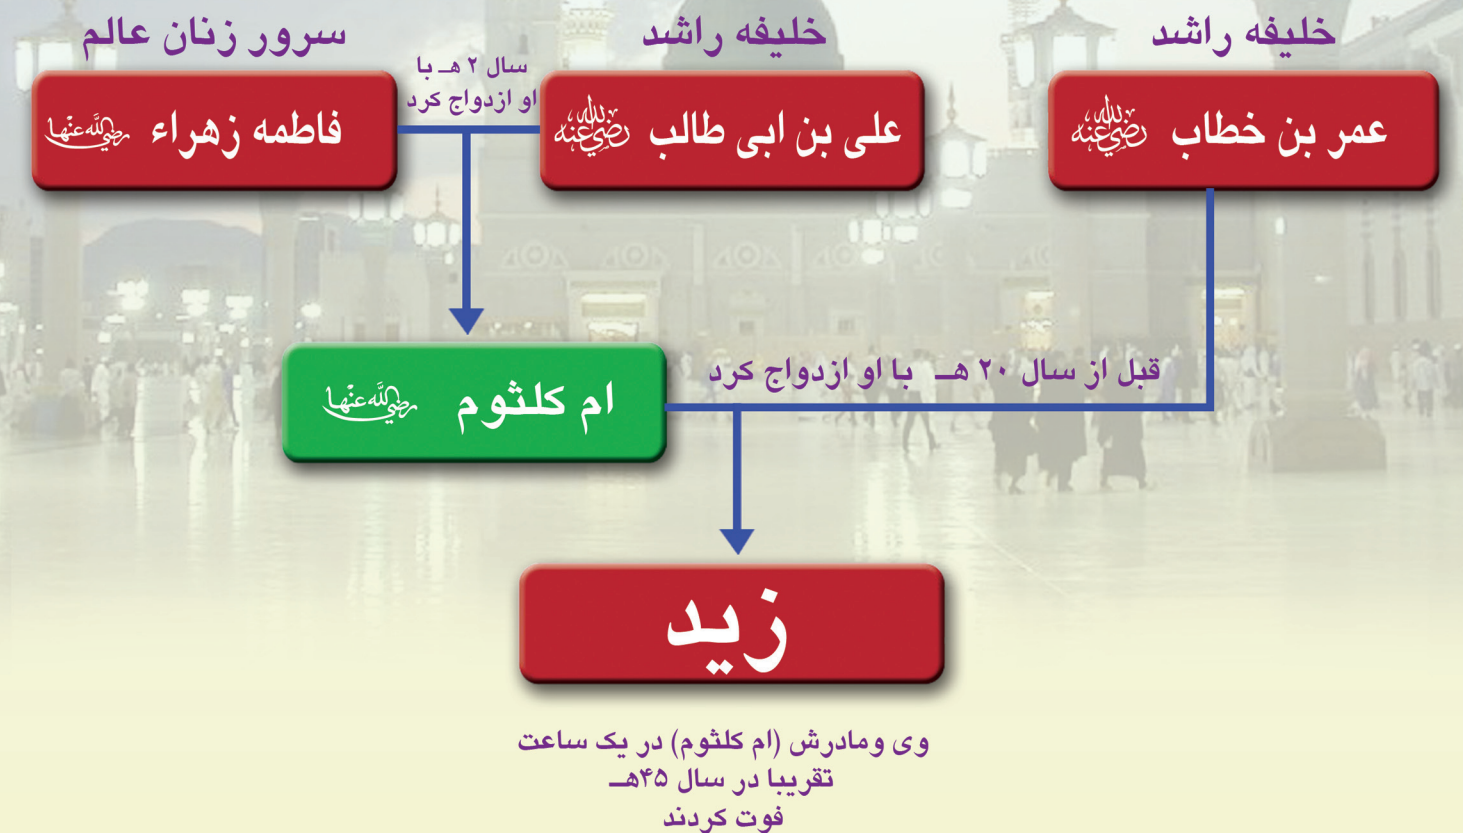 خلیفه راشد
خلیفه راشد
سرور زنان عالم
عمر بن خطاب رضي الله عنه
علی بن ابی طالب رضي الله عنه
سال ۲ هـ با
او ازدواج کرد
فاطمه زهراء رضي الله عنها
قبل از سال ۲۰ هـ با او ازدواج کرد
ام کلثوم رضي الله عنها
زید
وی ومادرش (ام کلثوم) در یک ساعت
تقریبا در سال ۴۵هـ
فوت کردند